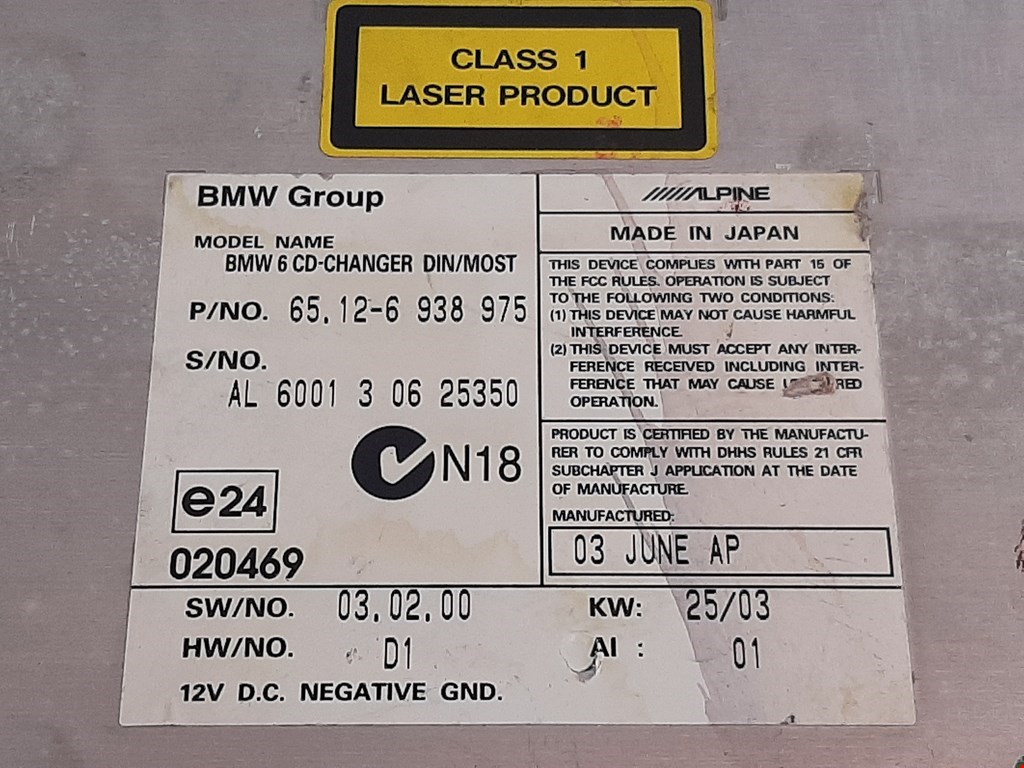 CLASS 1
LASER PRODUCT
BMW Group
MODEL NAME
BMW 6 CD-CHANGER DIN/MOST
P/NO. 65.12-6 938 975
S/NO.
AL 6001 3 06 25350
N18
e24
020469
ALPINE
MADE IN JAPAN
THIS DEVICE COMPLIES WITH PART 15 OF
THE FCC RULES. OPERATION IS SUBJECT
TO THE FOLLOWING TWO CONDITIONS:
(1) THIS DEVICE MAY NOT CAUSE HARMFUL
INTERFERENCE.
(2) THIS DEVICE MUST ACCEPT ANY INTER-
FERENCE RECEIVED INCLUDING INTER-
FERENCE THAT MAY CAUSE
OPERATION.
PRODUCT IS CERTIFIED BY THE MANUFACTU-
RER TO COMPLY WITH DHHS RULES 21 CFR
SUBCHAPTER J APPLICATION AT THE DATE
OF MANUFACTURE.
MANUFACTURED:
03 JUNE AP
SW/NO. 03.02.00 KW: 25/03
HW/NO. D1 AI : 01
12V D.C. NEGATIVE GND.